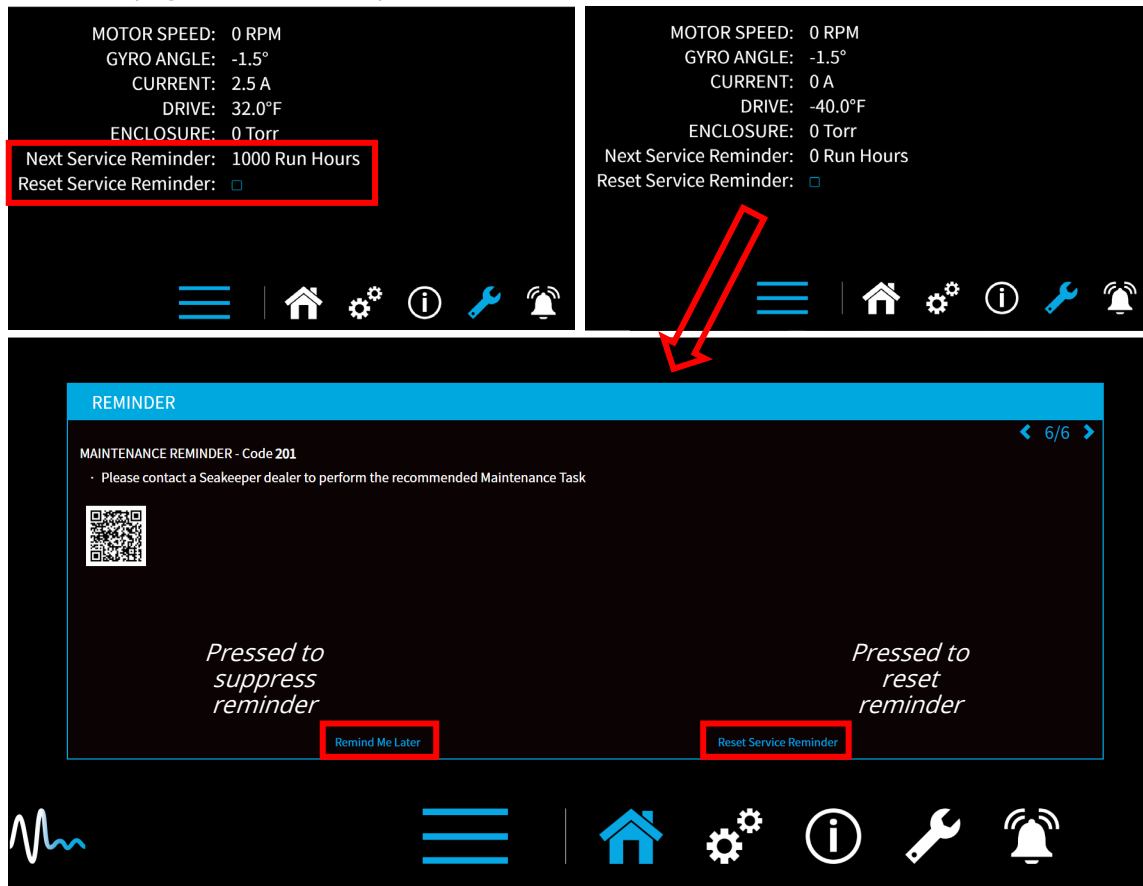 MOTOR SPEED: 0 RPM
GYRO ANGLE: -1.5°
CURRENT: 2.5 A
DRIVE: 32.0°F
ENCLOSURE: 0 Torr
Next Service Reminder: 1000 Run Hours
Reset Service Reminder:
MOTOR SPEED: 0 RPM
GYRO ANGLE: -1.5°
CURRENT: 0 A
DRIVE: -40.0°F
ENCLOSURE: 0 Torr
Next Service Reminder: 0 Run Hours
Reset Service Reminder:
REMINDER
6/6
MAINTENANCE REMINDER - Code 201
· Please contact a Seakeeper dealer to perform the recommended Maintenance Task
Pressed to
suppress
reminder
Pressed to
reset
reminder
Remind Me Later
Reset Service Reminder